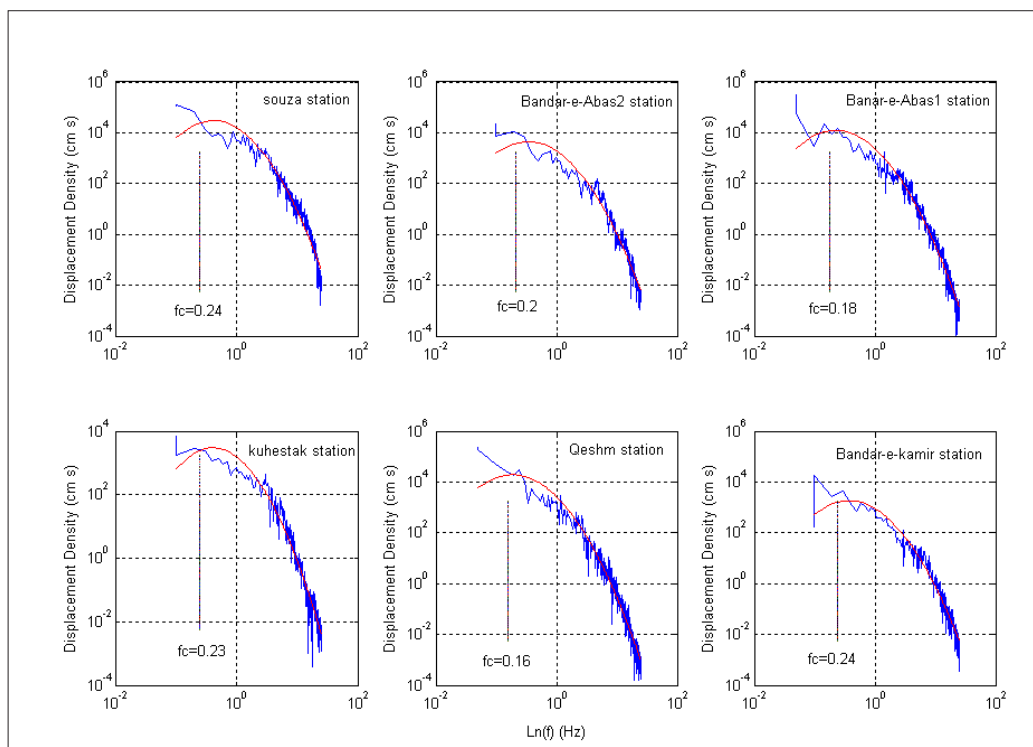 10^6
10^4
10^2
10^0
10^-2
10^-4
Displacement Density (cm s)
souza station
fc=0.24
10^-2
10^0
10^2
10^6
10^4
10^2
10^0
10^-2
10^-4
Displacement Density (cm s)
Bandar-e-Abas2 station
fc=0.2
10^-2
10^0
10^2
10^6
10^4
10^2
10^0
10^-2
10^-4
Displacement Density (cm s)
Banar-e-Abas1 station
fc=0.18
10^-2
10^0
10^2
10^4
10^2
10^0
10^-2
10^-4
Displacement Density (cm s)
kuhestak station
fc=0.23
10^-2
10^0
10^2
10^6
10^4
10^2
10^0
10^-2
10^-4
Displacement Density (cm s)
Qeshm station
fc=0.16
10^-2
10^0
10^2
Ln(f) (Hz)
10^6
10^4
10^2
10^0
10^-2
10^-4
Displacement Density (cm s)
Bandar-e-kamir station
fc=0.24
10^-2
10^0
10^2